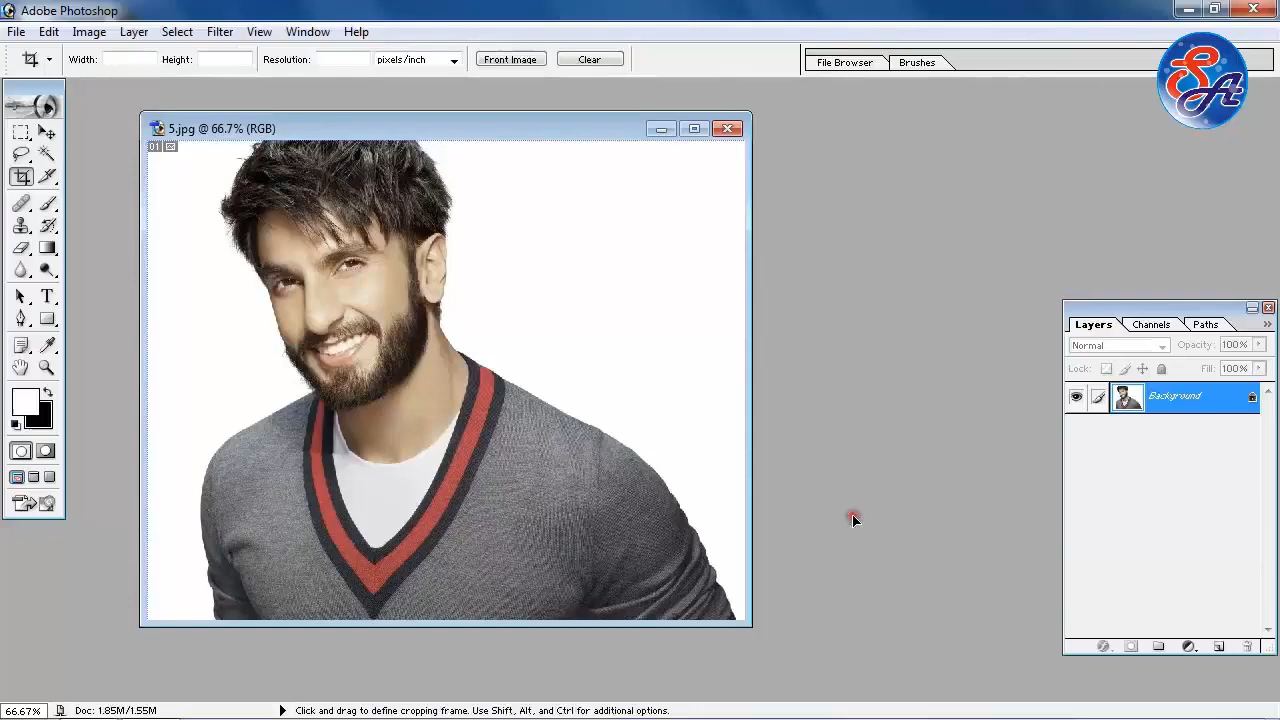 Adobe Photoshop
File Edit Image Layer Select Filter View Window Help
Width: Height: Resolution: pixels/inch Front Image Clear File Browser Brushes
SA
5.jpg @ 66.7% (RGB)
01
Layers Channels Paths
Normal Opacity: 100%
Lock: Fill: 100%
Background
66.67% Doc: 1.85M/1.55M Click and drag to define cropping frame. Use Shift, Alt, and Ctrl for additional options.